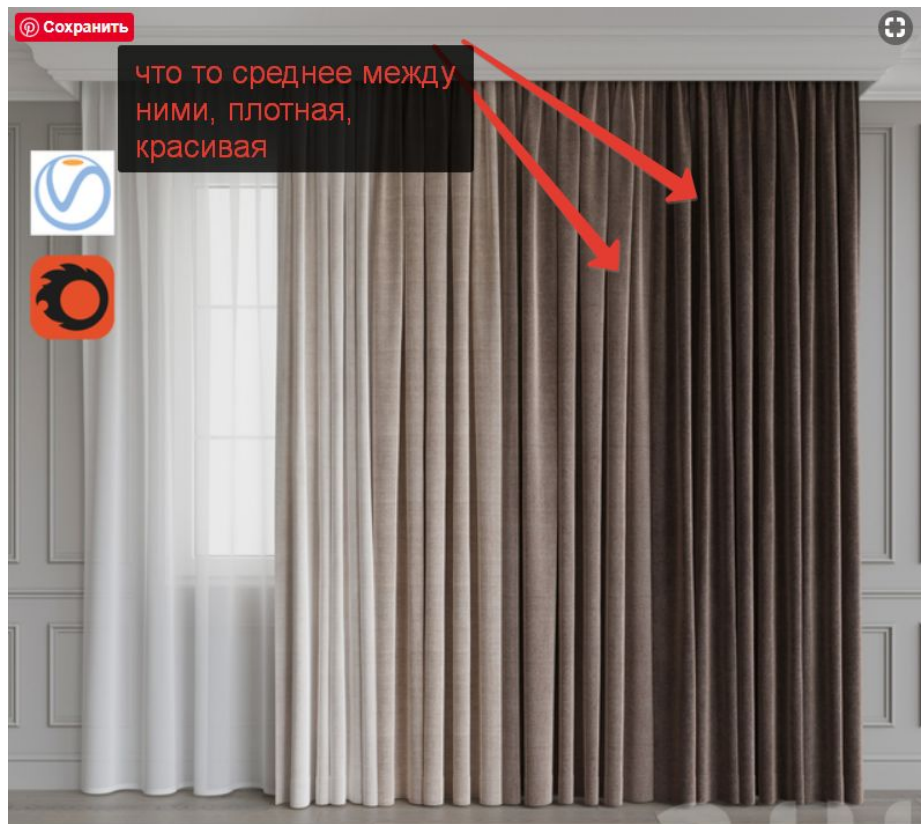 Сохранить
что то среднее между
ними, плотная,
красивая